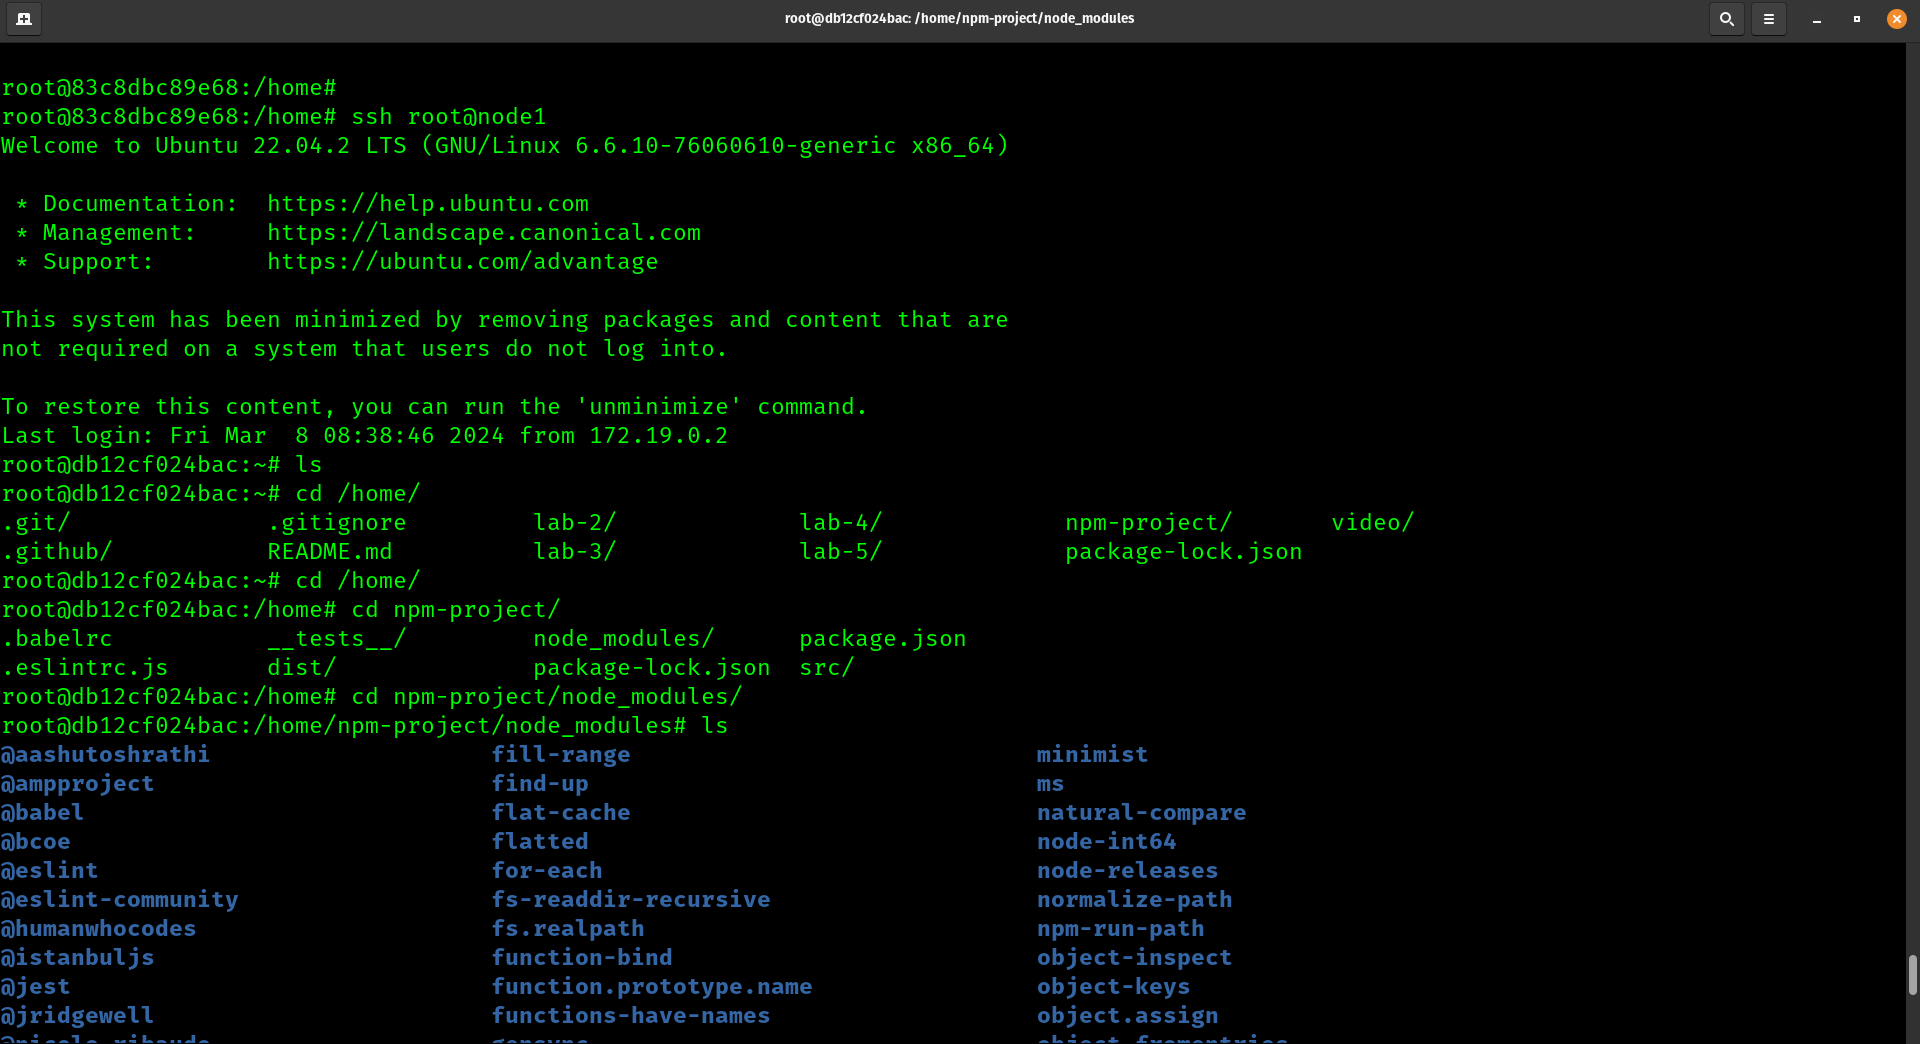 root@db12cf024bac: /home/npm-project/node_modules
root@83c8dbc89e68:/home#
root@83c8dbc89e68:/home# ssh root@node1
Welcome to Ubuntu 22.04.2 LTS (GNU/Linux 6.6.10-76060610-generic x86_64)
* Documentation:  https://help.ubuntu.com
* Management:     https://landscape.canonical.com
* Support:        https://ubuntu.com/advantage
This system has been minimized by removing packages and content that are
not required on a system that users do not log into.
To restore this content, you can run the 'unminimize' command.
Last login: Fri Mar  8 08:38:46 2024 from 172.19.0.2
root@db12cf024bac:~# ls
root@db12cf024bac:~# cd /home/
.git/ .gitignore lab-2/ lab-4/ npm-project/ video/
.github/ README.md lab-3/ lab-5/ package-lock.json
root@db12cf024bac:~# cd /home/
root@db12cf024bac:/home# cd npm-project/
.babelrc __tests__/ node_modules/ package.json
.eslintrc.js dist/ package-lock.json src/
root@db12cf024bac:/home# cd npm-project/node_modules/
root@db12cf024bac:/home/npm-project/node_modules# ls
@aashutoshrathi fill-range minimist
@ampproject find-up ms
@babel flat-cache natural-compare
@bcoe flatted node-int64
@eslint for-each node-releases
@eslint-community fs-readdir-recursive normalize-path
@humanwhocodes fs.realpath npm-run-path
@istanbuljs function-bind object-inspect
@jest function.prototype.name object-keys
@jridgewell functions-have-names object.assign